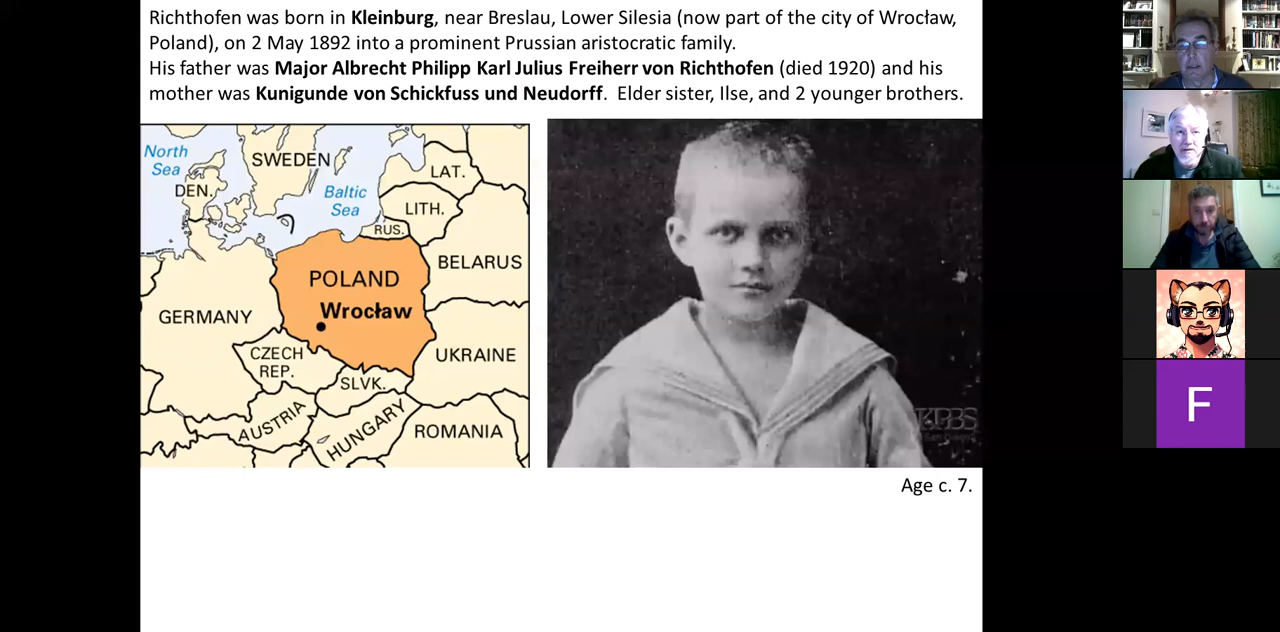 Richthofen was born in Kleinburg, near Breslau, Lower Silesia (now part of the city of Wrocław,
Poland), on 2 May 1892 into a prominent Prussian aristocratic family.
His father was Major Albrecht Philipp Karl Julius Freiherr von Richthofen (died 1920) and his
mother was Kunigunde von Schickfuss und Neudorff. Elder sister, Ilse, and 2 younger brothers.
North
Sea
SWEDEN
DEN.
Baltic
Sea
LAT.
LITH.
RUS.
BELARUS
POLAND
Wrocław
GERMANY
CZECH
REP.
UKRAINE
SLVK.
AUSTRIA
HUNGARY
ROMANIA
KPBS
Age c. 7.
F